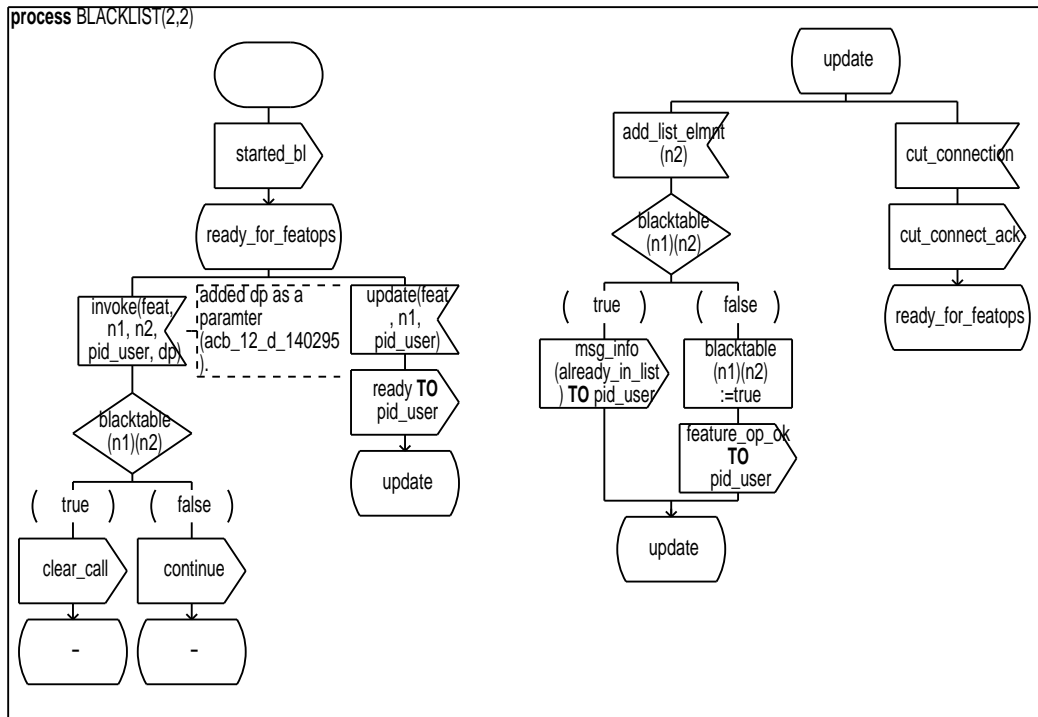 process BLACKLIST(2,2)
started_bl
ready_for_featops
invoke(feat,
n1, n2,
pid_user, dp)
added dp as a
paramter
(acb_12_d_140295
).
update(feat
, n1,
pid_user)
blacktable
(n1)(n2)
ready TO
pid_user
update
( true )
( false )
clear_call
continue
-
-
update
add_list_elmnt
(n2)
cut_connection
blacktable
(n1)(n2)
cut_connect_ack
ready_for_featops
( true )
( false )
msg_info
(already_in_list
) TO pid_user
blacktable
(n1)(n2)
:=true
feature_op_ok
TO
pid_user
update